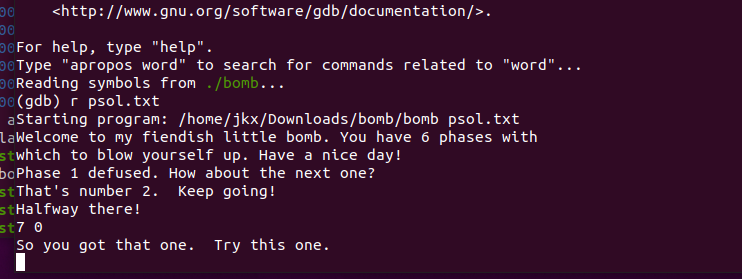 <http://www.gnu.org/software/gdb/documentation/>.
For help, type "help".
Type "apropos word" to search for commands related to "word"...
Reading symbols from ./bomb...
(gdb) r psol.txt
Starting program: /home/jkx/Downloads/bomb/bomb psol.txt
Welcome to my fiendish little bomb. You have 6 phases with
which to blow yourself up. Have a nice day!
Phase 1 defused. How about the next one?
That's number 2.  Keep going!
Halfway there!
7 0
So you got that one.  Try this one.